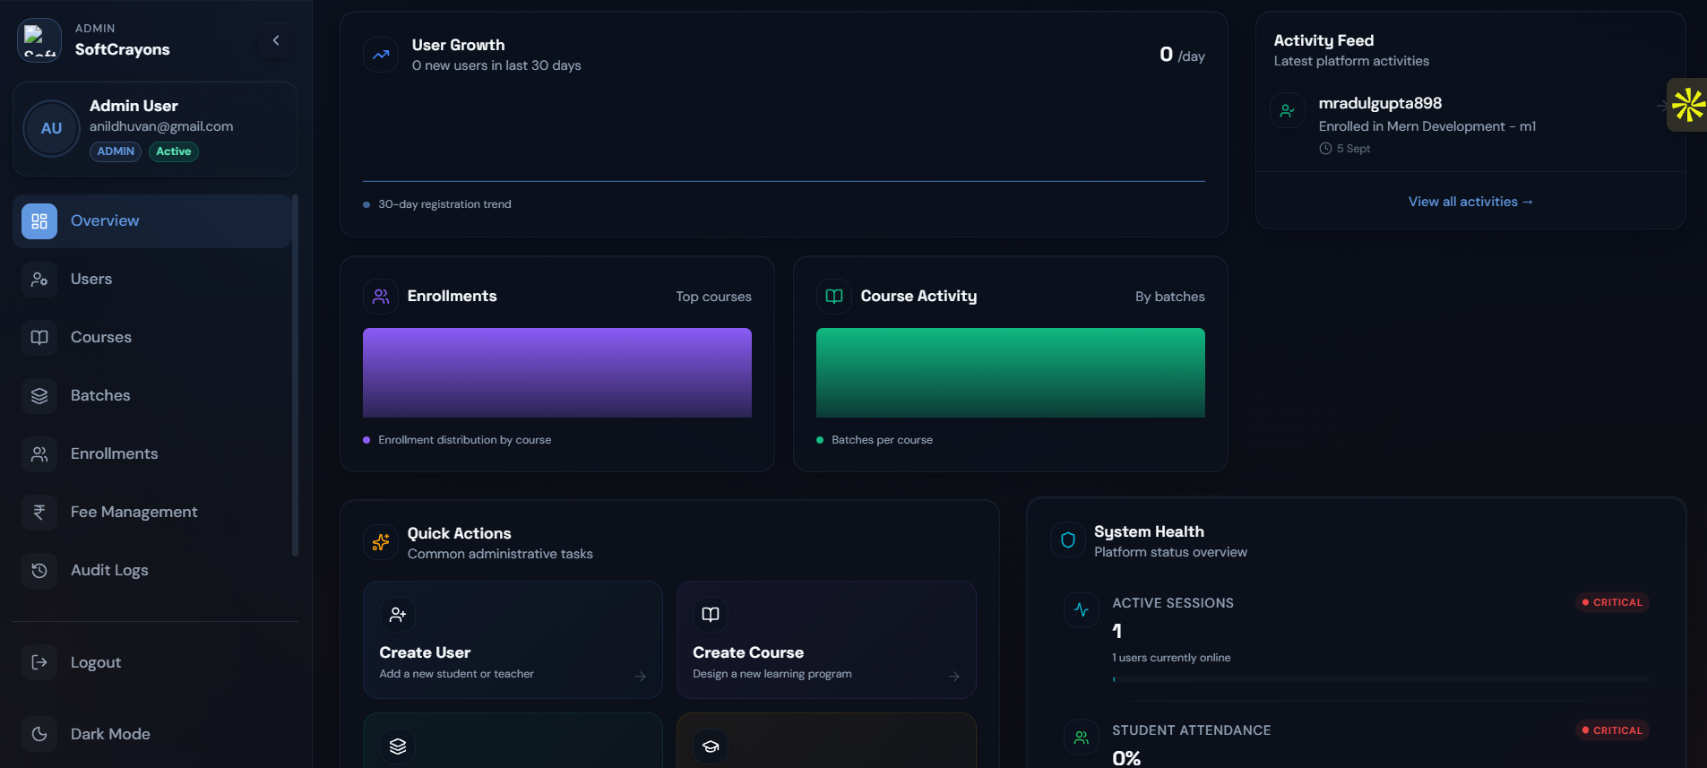 ADMIN
SoftCrayons
AU
Admin User
anildhuvan@gmail.com
ADMIN
Active
Overview
Users
Courses
Batches
Enrollments
Fee Management
Audit Logs
Logout
Dark Mode
User Growth
0 new users in last 30 days
0 /day
30-day registration trend
Activity Feed
Latest platform activities
mradulgupta898
Enrolled in Mern Development - m1
5 Sept
View all activities →
Enrollments
Top courses
Enrollment distribution by course
Course Activity
By batches
Batches per course
Quick Actions
Common administrative tasks
Create User
Add a new student or teacher
Create Course
Design a new learning program
System Health
Platform status overview
ACTIVE SESSIONS
CRITICAL
1
1 users currently online
STUDENT ATTENDANCE
CRITICAL
0%